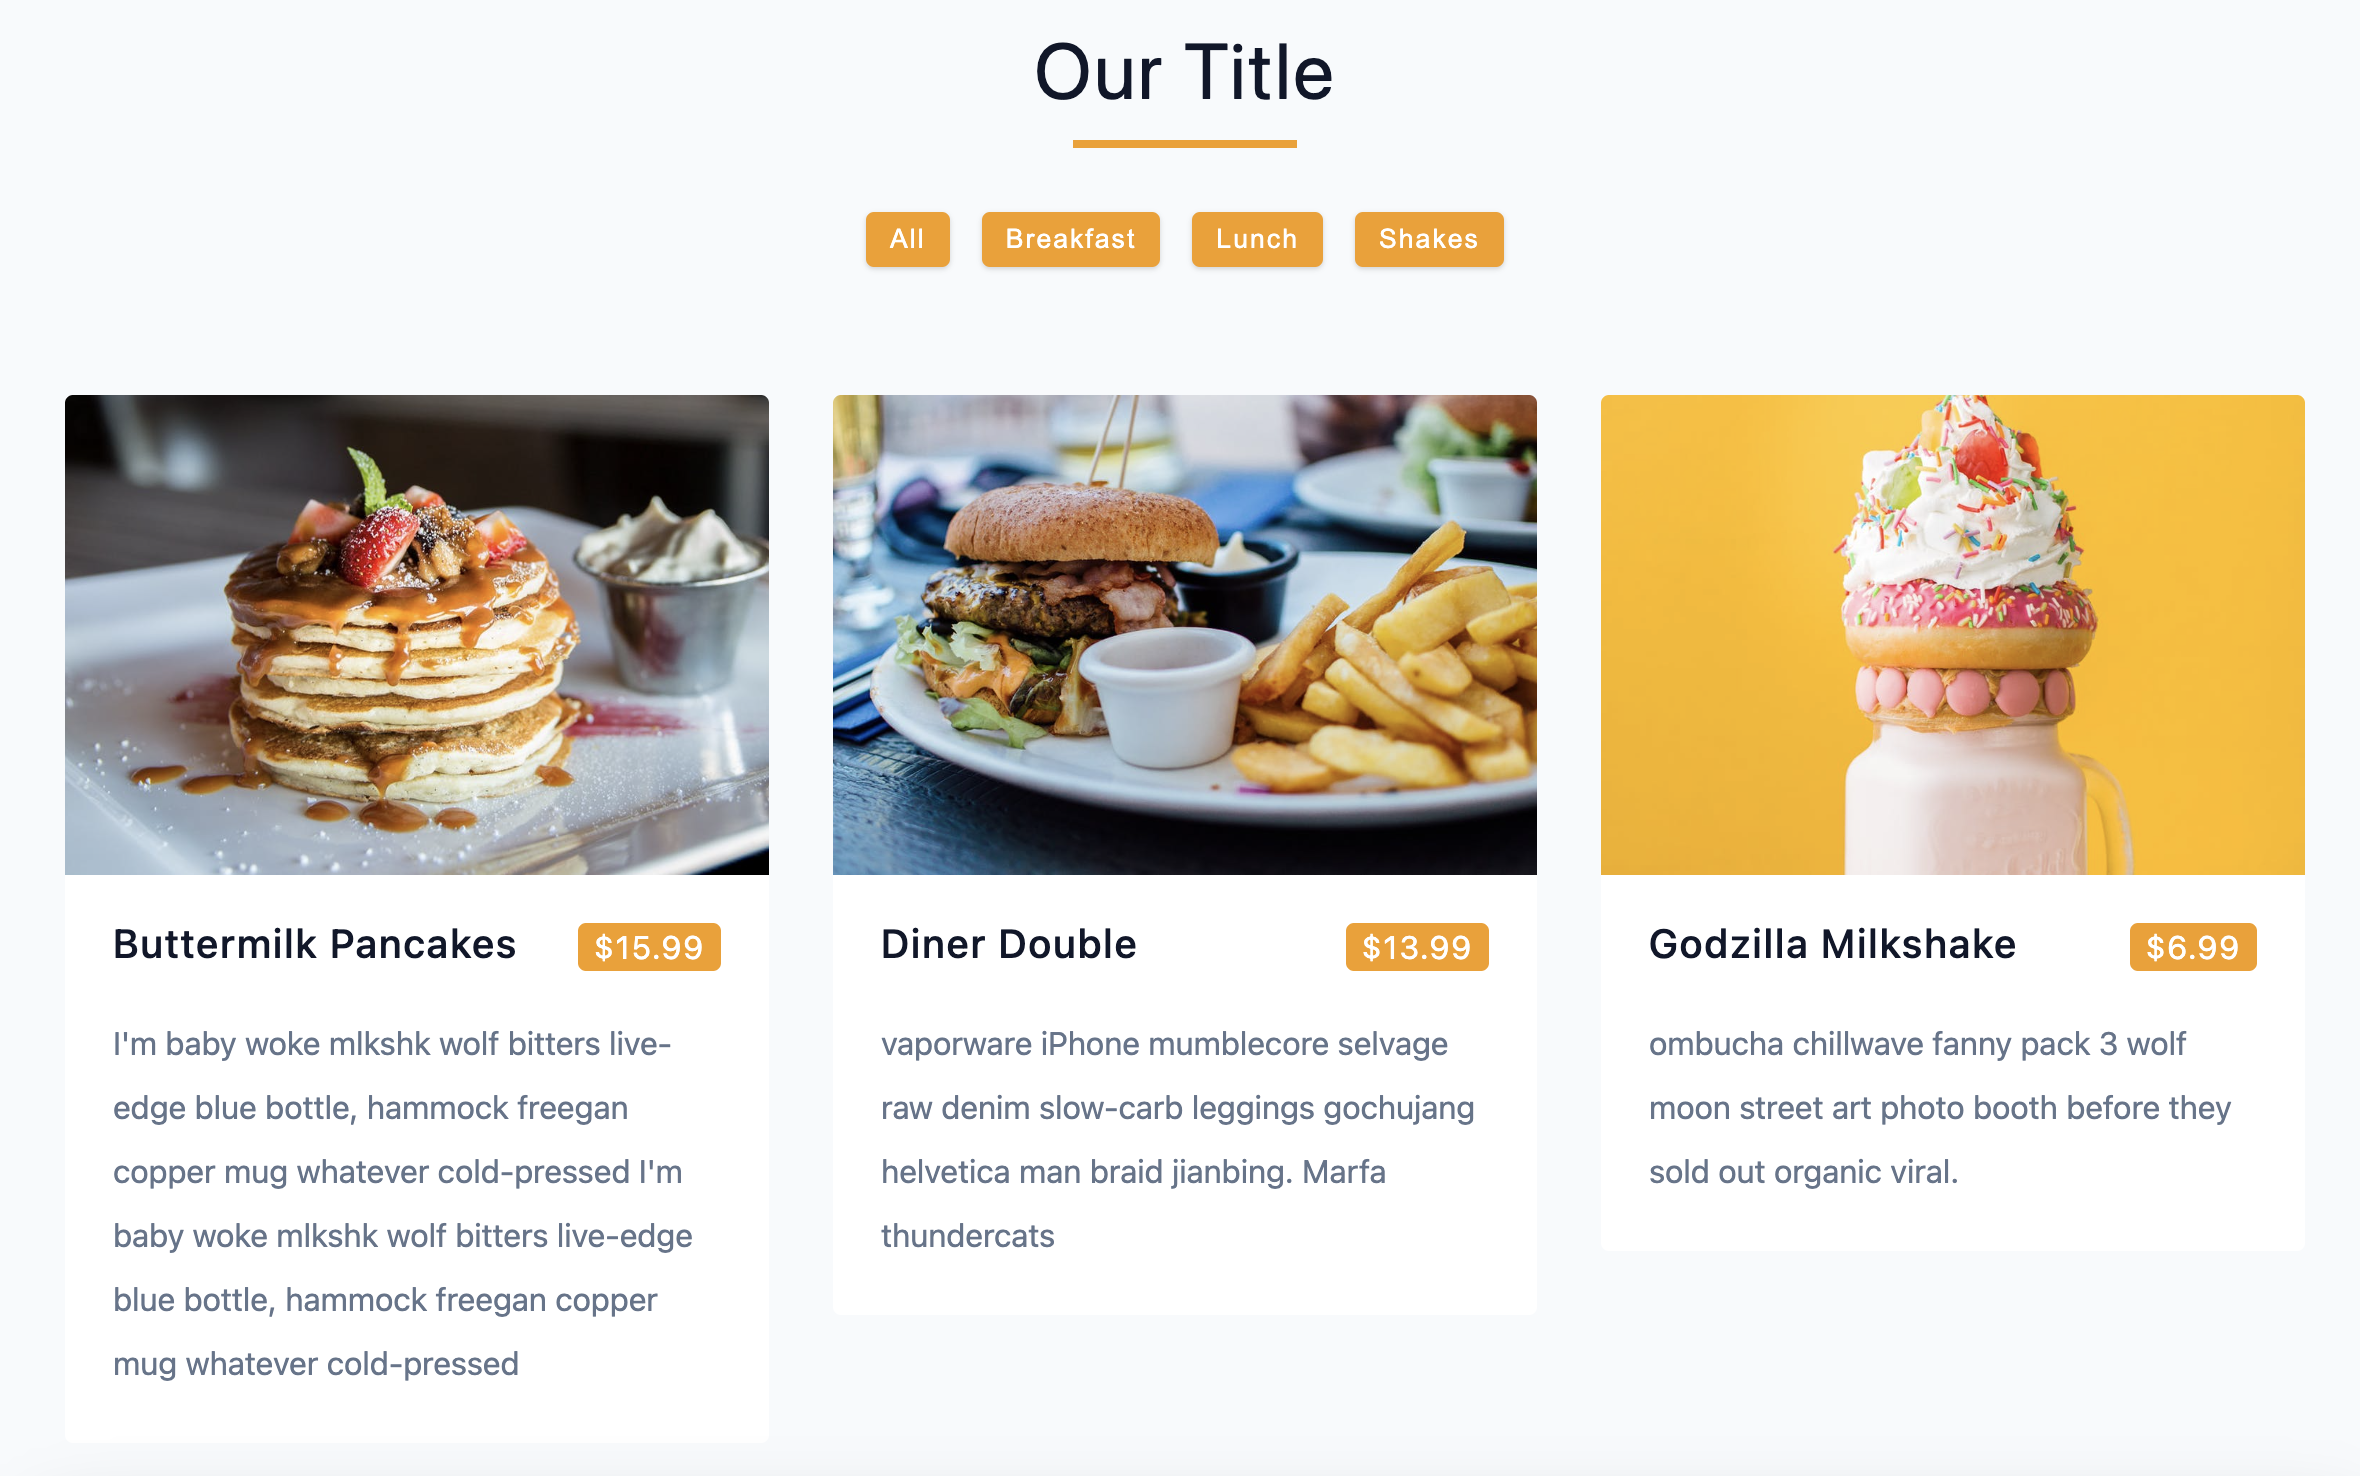 Our Title
All Breakfast Lunch Shakes
Buttermilk Pancakes $15.99
I'm baby woke mlkshk wolf bitters live-
edge blue bottle, hammock freegan
copper mug whatever cold-pressed I'm
baby woke mlkshk wolf bitters live-edge
blue bottle, hammock freegan copper
mug whatever cold-pressed
Diner Double $13.99
vaporware iPhone mumblecore selvage
raw denim slow-carb leggings gochujang
helvetica man braid jianbing. Marfa
thundercats
Godzilla Milkshake $6.99
ombucha chillwave fanny pack 3 wolf
moon street art photo booth before they
sold out organic viral.